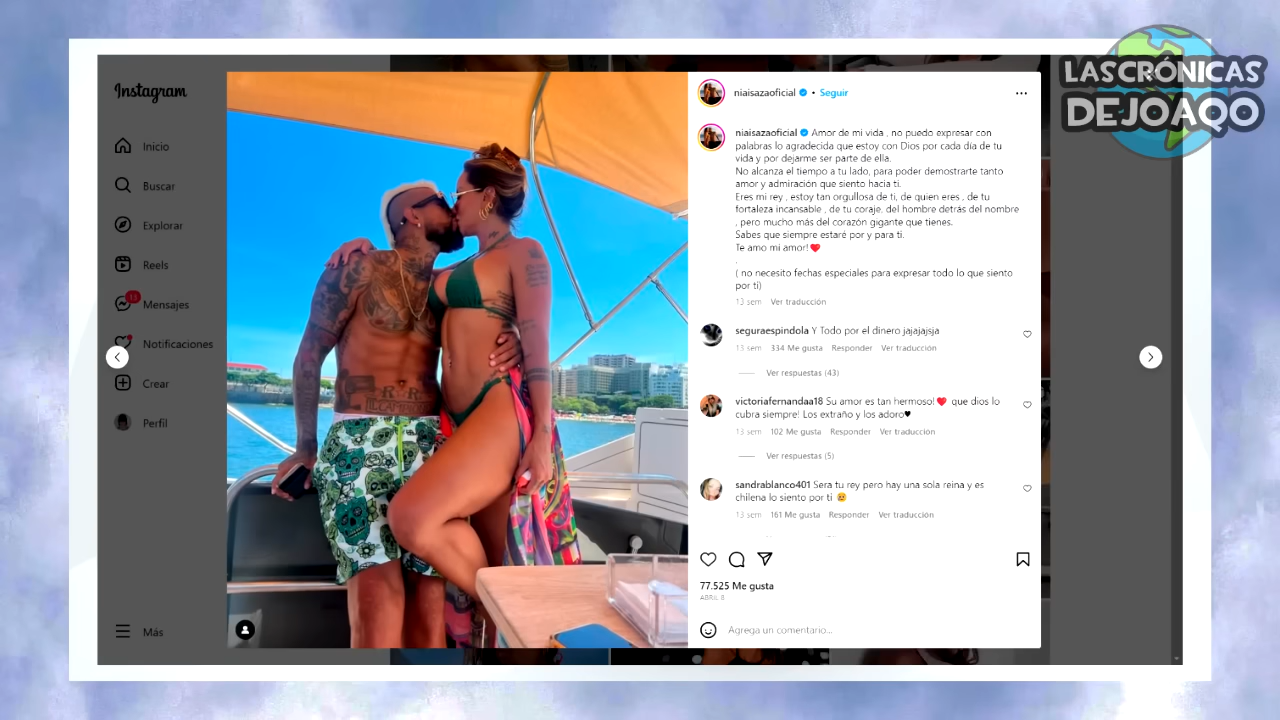 LAS CRÓNICAS
DE JOAQO
Instagram
Inicio
Buscar
Explorar
Reels
13
Mensajes
Notificaciones
Crear
Perfil
Más
niaisazaoficial • Seguir
niaisazaoficial Amor de mi vida , no puedo expresar con
palabras lo agradecida que estoy con Dios por cada día de tu
vida y por dejarme ser parte de ella.
No alcanza el tiempo a tu lado, para poder demostrarte tanto
amor y admiración que siento hacia ti.
Eres mi rey , estoy tan orgullosa de ti, de quien eres , de tu
fortaleza incansable , de tu coraje. del hombre detrás del nombre
, pero mucho más del corazón gigante que tienes.
Sabes que siempre estaré por y para ti.
Te amo mi amor!❤️
.
( no necesito fechas especiales para expresar todo lo que siento
por ti)
13 sem Ver traducción
seguraespindola Y Todo por el dinero jajajajsja
13 sem 334 Me gusta Responder Ver traducción
Ver respuestas (43)
victoriafernandaa18 Su amor es tan hermoso!❤️ que dios lo
cubra siempre! Los extraño y los adoro♥
13 sem 102 Me gusta Responder Ver traducción
Ver respuestas (5)
sandrablanco401 Sera tu rey pero hay una sola reina y es
chilena lo siento por ti 🥲
13 sem 161 Me gusta Responder Ver traducción
77.525 Me gusta
ABRIL 8
Agrega un comentario...